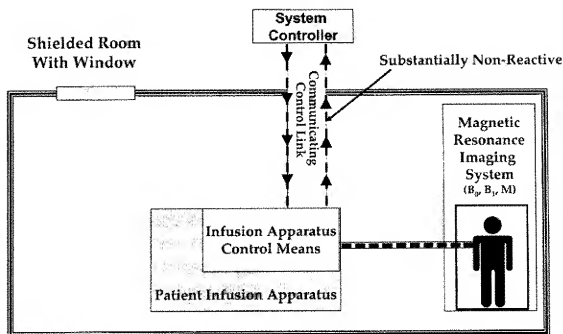 System
Controller
Shielded Room
With Window
Substantially Non-Reactive
Communicating
Control Link
Magnetic
Resonance
Imaging
System
(B₀, B₁, M)
Infusion Apparatus
Control Means
Patient Infusion Apparatus